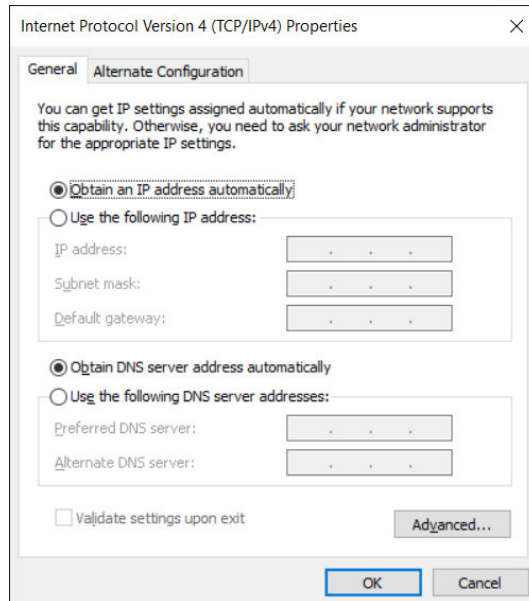 Internet Protocol Version 4 (TCP/IPv4) Properties
General
Alternate Configuration
You can get IP settings assigned automatically if your network supports
this capability. Otherwise, you need to ask your network administrator
for the appropriate IP settings.
Obtain an IP address automatically
Use the following IP address:
IP address:
Subnet mask:
Default gateway:
Obtain DNS server address automatically
Use the following DNS server addresses:
Preferred DNS server:
Alternate DNS server:
Validate settings upon exit
Advanced...
OK
Cancel